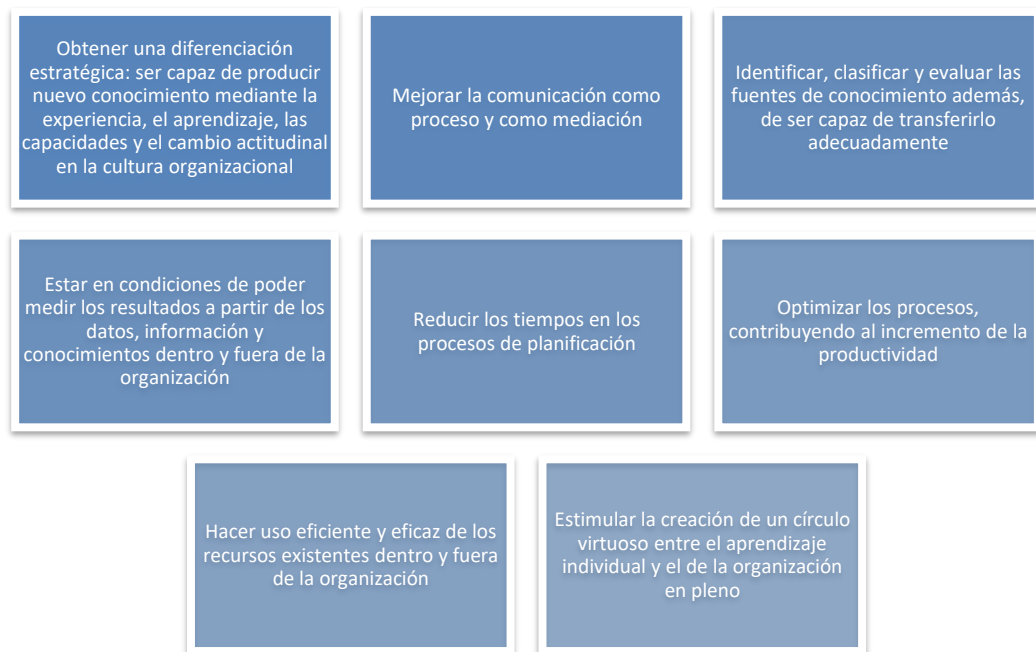 Obtener una diferenciación
estratégica: ser capaz de producir
nuevo conocimiento mediante la
experiencia, el aprendizaje, las
capacidades y el cambio actitudinal
en la cultura organizacional
Mejorar la comunicación como
proceso y como mediación
Identificar, clasificar y evaluar las
fuentes de conocimiento además,
de ser capaz de transferirlo
adecuadamente
Estar en condiciones de poder
medir los resultados a partir de los
datos, información y
conocimientos dentro y fuera de la
organización
Reducir los tiempos en los
procesos de planificación
Optimizar los procesos,
contribuyendo al incremento de la
productividad
Hacer uso eficiente y eficaz de los
recursos existentes dentro y fuera
de la organización
Estimular la creación de un círculo
virtuoso entre el aprendizaje
individual y el de la organización
en pleno